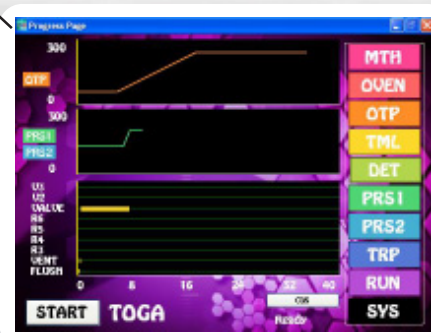 Progress Page
300
OTP
0
300
PRS1
PRS2
0
V1
V2
VALVE
R6
R5
R4
R3
VENT
FLUSH
0 8 16 24 32 40
START TOGA
Ready
MTH
OVEN
OTP
TML
DET
PRS1
PRS2
TRP
RUN
SYS